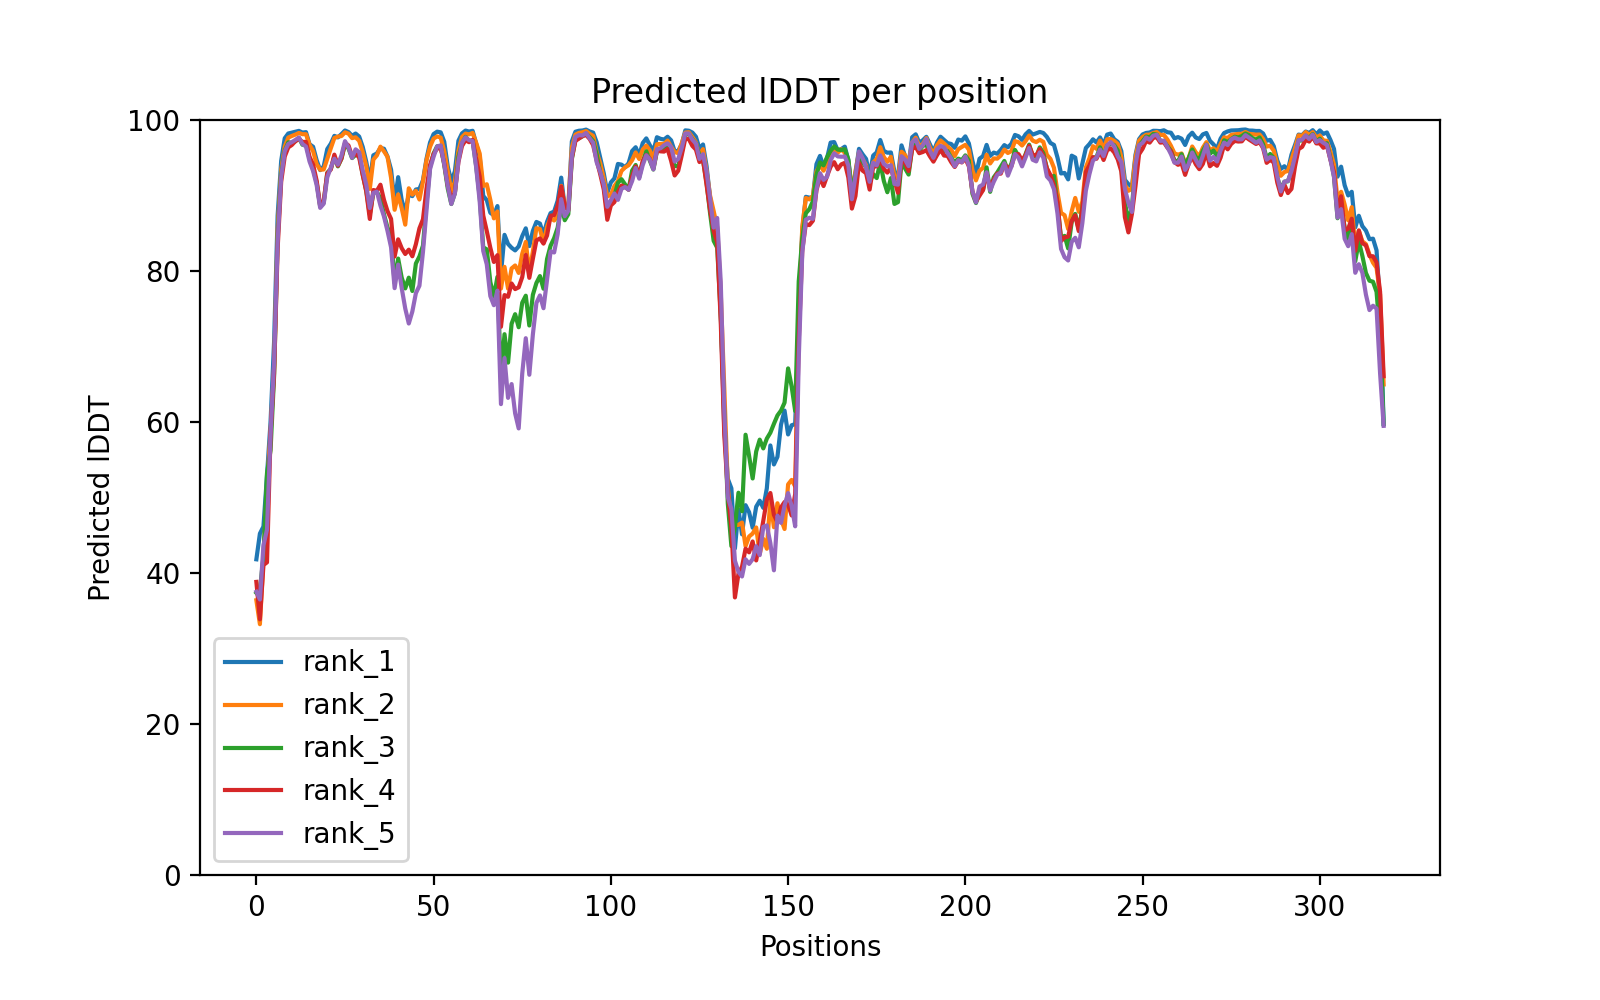 Predicted lDDT per position
100
80
60
40
20
0
Predicted lDDT
rank_1
rank_2
rank_3
rank_4
rank_5
0 50 100 150 200 250 300
Positions